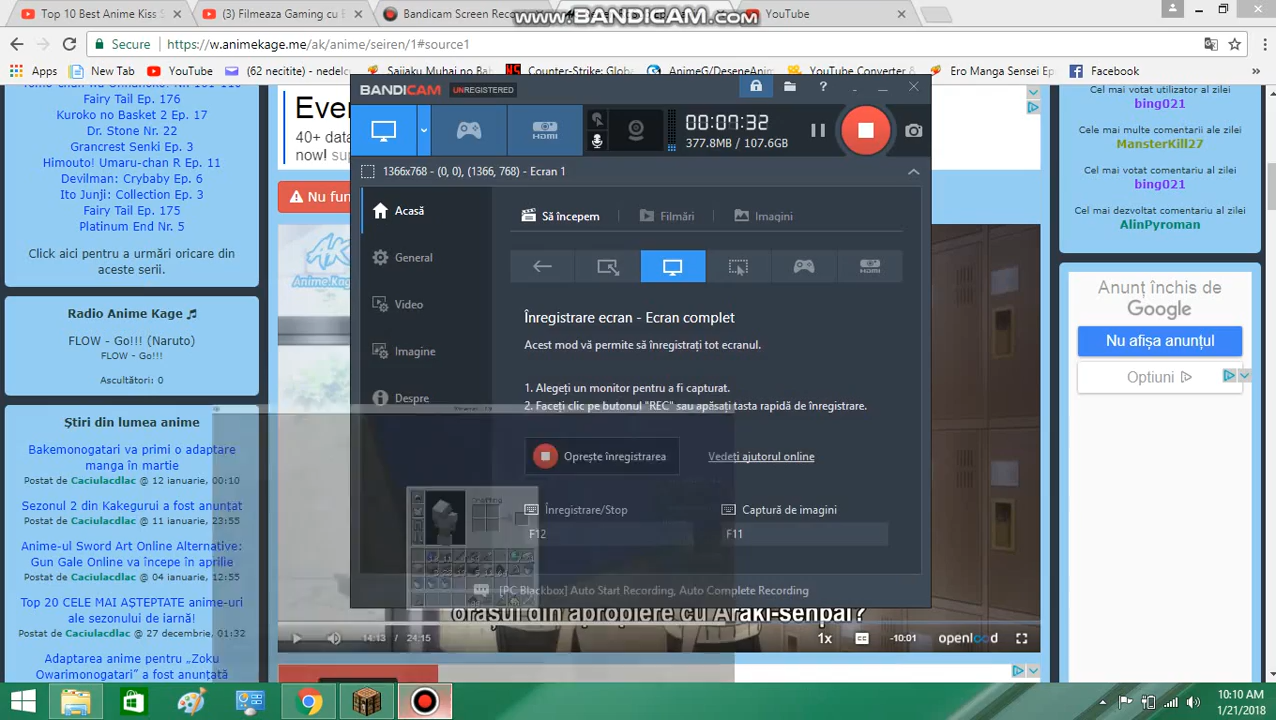 Top 10 Best Anime Kiss S
(3) Filmeaza Gaming cu
Bandicam Screen Reco
YouTube
www.BANDICAM.com
Secure
https://w.animekage.me/ak/anime/seiren/1#source1
Apps
New Tab
YouTube
(62 necitite) - nedelc
Saijaku Muhai no Ba
Counter-Strike: Globa
AnimeG/DeseneAni
YouTube Converter &
Ero Manga Sensei Ep
Facebook
Fairy Tail Ep. 176
Kuroko no Basket 2 Ep. 17
Dr. Stone Nr. 22
Grancrest Senki Ep. 3
Himouto! Umaru-chan R Ep. 11
Devilman: Crybaby Ep. 6
Ito Junji: Collection Ep. 3
Fairy Tail Ep. 175
Platinum End Nr. 5
Click aici pentru a urmări oricare din
aceste serii.
Radio Anime Kage
FLOW - Go!!! (Naruto)
FLOW - Go!!!
Ascultători: 0
Știri din lumea anime
Bakemonogatari va primi o adaptare
manga în martie
Postat de Caciulacdlac @ 12 ianuarie, 00:10
Sezonul 2 din Kakegurui a fost anunțat
Postat de Caciulacdlac @ 11 ianuarie, 23:55
Anime-ul Sword Art Online Alternative:
Gun Gale Online va începe în aprilie
Postat de Caciulacdlac @ 04 ianuarie, 12:55
Top 20 CELE MAI AȘTEPTATE anime-uri
ale sezonului de iarnă!
Postat de Caciulacdlac @ 27 decembrie, 01:32
Adaptarea anime pentru „Zoku
Owarimonogatari” a fost anunțată
Ever
40+ data
now!
Nu fun
BANDICAM
UNREGISTERED
00:07:32
377.8MB / 107.6GB
1366x768 - (0, 0), (1366, 768) - Ecran 1
Acasă
General
Video
Imagine
Despre
Să începem
Filmări
Imagini
HDMI
Înregistrare ecran - Ecran complet
Acest mod vă permite să înregistrați tot ecranul.
1. Alegeți un monitor pentru a fi capturat.
2. Faceți clic pe butonul "REC" sau apăsați tasta rapidă de înregistrare.
Oprește înregistrarea
Vedeți ajutorul online
Înregistrare/Stop
F12
Captură de imagini
F11
Crafting
[PC Blackbox] Auto Start Recording, Auto Complete Recording
orașul din apropiere cu Araki-senpai?
14:13 / 24:15
1x
-10:01
openload
Cel mai votat utilizator al zilei
bing021
Cele mai multe comentarii ale zilei
MansterKill27
Cel mai votat comentariu al zilei
bing021
Cel mai dezvoltat comentariu al zilei
AlinPyroman
Anunț închis de
Google
Nu afișa anunțul
Optiuni
10:10 AM
1/21/2018